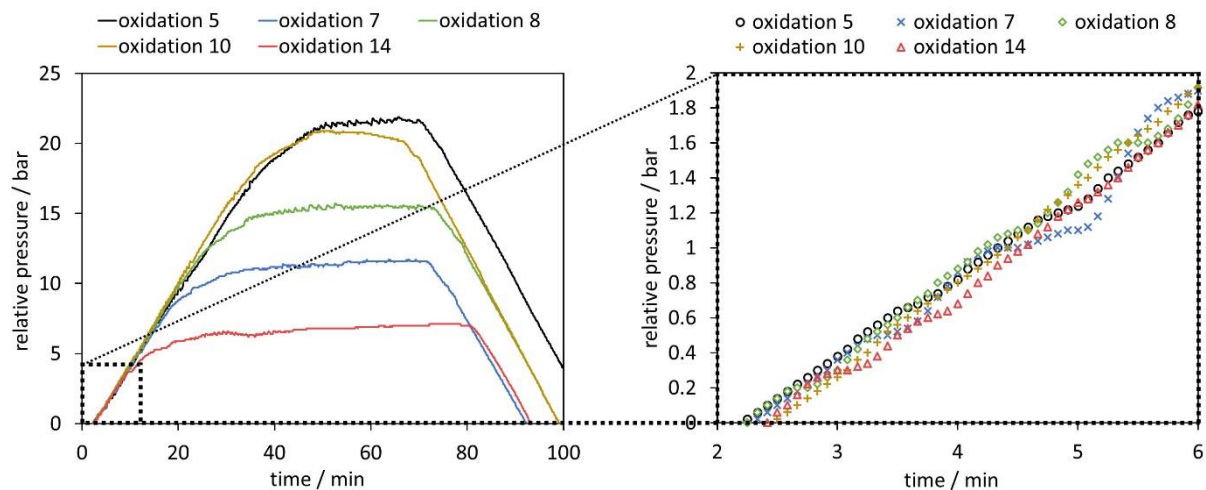 oxidation 5 oxidation 7 oxidation 8
oxidation 10 oxidation 14
25
20
15
10
5
0
0 20 40 60 80 100
relative pressure / bar
time / min
oxidation 5 oxidation 7 oxidation 8
oxidation 10 oxidation 14
2
1.8
1.6
1.4
1.2
1
0.8
0.6
0.4
0.2
0
2 3 4 5 6
relative pressure / bar
time / min